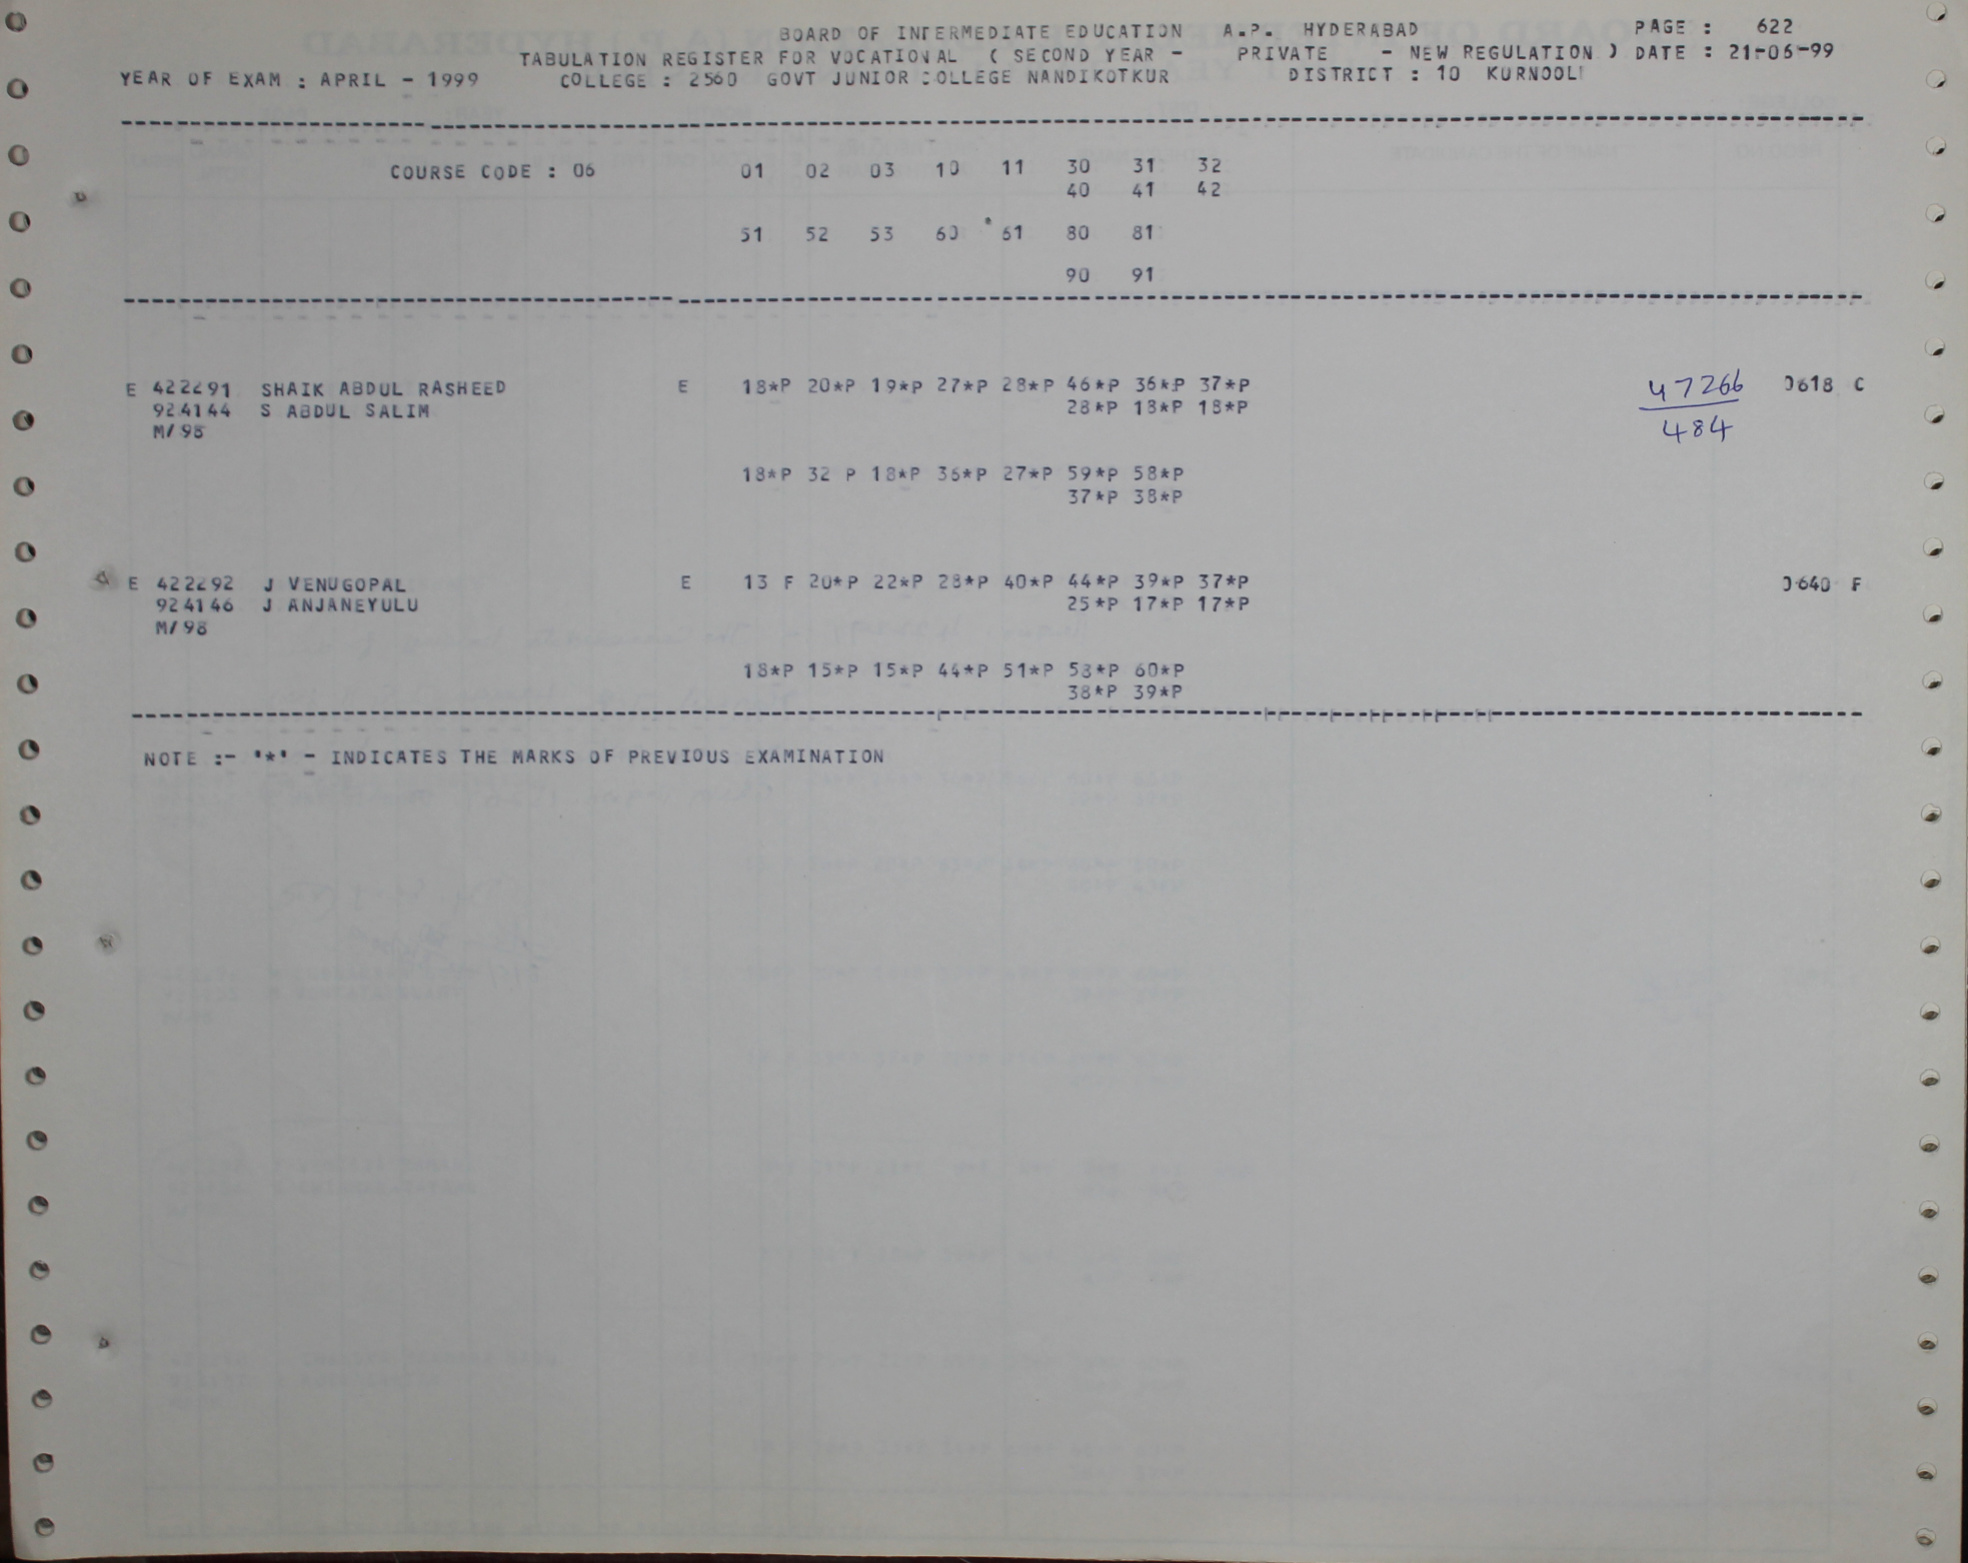 BOARD OF INTERMEDIATE EDUCATION A.P. HYDERABAD PAGE : 622
TABULATION REGISTER FOR VOCATIONAL ( SECOND YEAR - PRIVATE - NEW REGULATION ) DATE : 21-06-99
YEAR OF EXAM : APRIL - 1999 COLLEGE : 2560 GOVT JUNIOR COLLEGE NANDIKOTKUR DISTRICT : 10 KURNOOL
COURSE CODE : 06 01 02 03 10 11 30 31 32
40 41 42
51 52 53 60 61 80 81
90 91
E 422291 SHAIK ABDUL RASHEED E 18*P 20*P 19*P 27*P 28*P 46*P 36*P 37*P 47266 0618 C
924144 S ABDUL SALIM 28*P 18*P 18*P
M/98 484
18*P 32 P 18*P 36*P 27*P 59*P 58*P
37*P 38*P
E 422292 J VENUGOPAL E 13 F 20*P 22*P 28*P 40*P 44*P 39*P 37*P 0640 F
924146 J ANJANEYULU 25*P 17*P 17*P
M/98
18*P 15*P 15*P 44*P 51*P 58*P 60*P
38*P 39*P
NOTE :- '*' - INDICATES THE MARKS OF PREVIOUS EXAMINATION